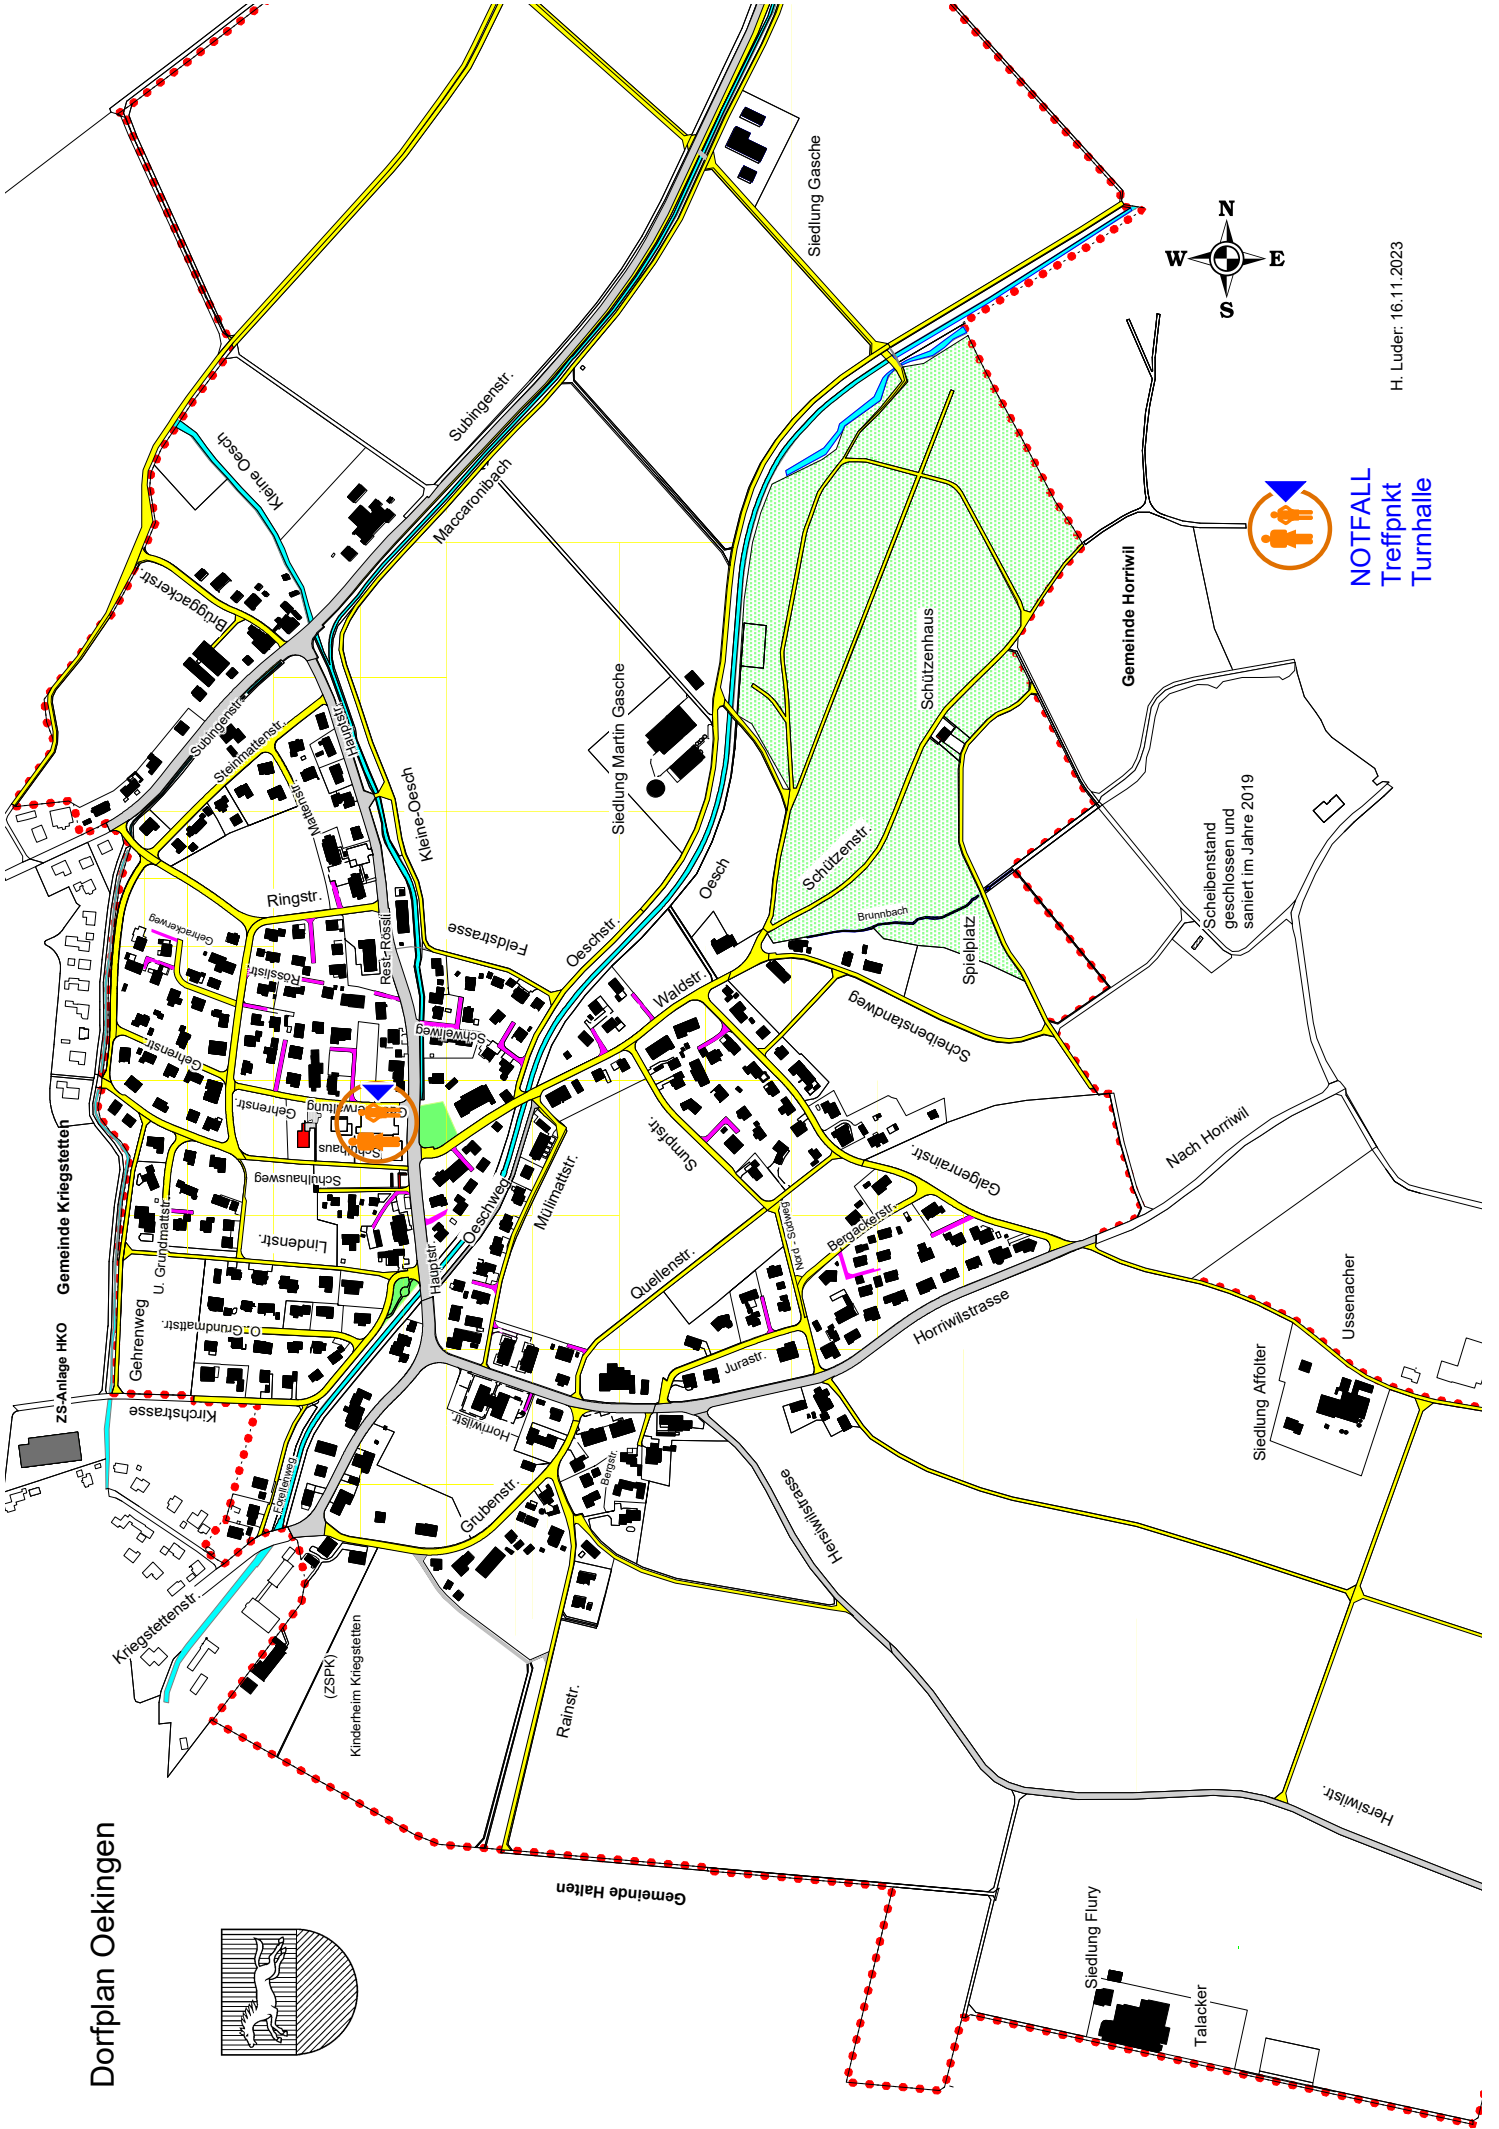 Dorfplan Oekingen
ZS-Anlage HKO
Gemeinde Kriegstetten
Kirchstrasse
Gehrenweg
U. Grundmattstr.
O. Grundmattstr.
Lindenstr.
Schulhausweg
Schulhaus
Gehrenstr.
Gehrenstr.
Gehrackerweg
Rösslistr.
Ringstr.
Mattenstr.
Steinmattenstr.
Subingenstr.
Brüggackerstr.
Kleine Oesch
Subingenstr.
Maccaronibach
Hauptstr.
Kleine-Oesch
Rest. Rössli
Feldstrasse
Schwellweg
Oeschstr.
Oesch
Waldstr.
Hauptstr.
Oeschweg
Mülimattstr.
Sumpfstr.
Quellenstr.
Nord - Südweg
Bergackerstr.
Galgenrainstr.
Jurastr.
Horriwilstrasse
Horriwilstr.
Forellenweg
Kriegstettenstr.
Grubenstr.
Bergstr.
Rainstr.
(ZSPK)
Kinderheim Kriegstetten
Hersiwilstrasse
Hersiwilstr.
Gemeinde Halten
Siedlung Flury
Talacker
Siedlung Affolter
Ussenacher
Nach Horriwil
Scheibenstandweg
Spielplatz
Brunnbach
Schützenstr.
Schützenhaus
Siedlung Martin Gasche
Siedlung Gasche
Gemeinde Horriwil
Scheibenstand
geschlossen und
saniert im Jahre 2019
N
W
E
S
H. Luder: 16.11.2023
NOTFALL
Treffpnkt
Turnhalle